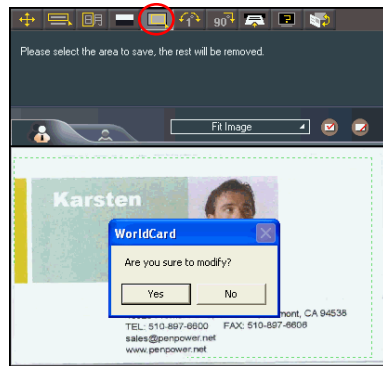 1°
90°
?
Please select the area to save, the rest will be removed.
Fit Image
Karsten
WorldCard
Are you sure to modify?
Yes
No
mont, CA 94538
TEL: 510-897-6600 FAX: 510-897-6606
sales@penpower.net
www.penpower.net